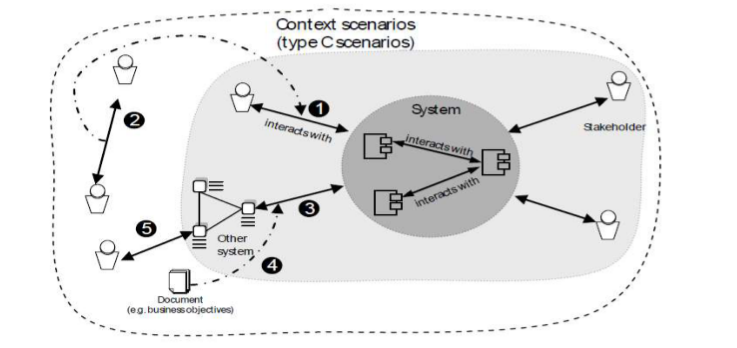 Context scenarios
(type C scenarios)
1
System
2
interacts with
Stakeholder
interacts with
interacts with
3
5
Other
system
4
Document
(e.g. business objectives)